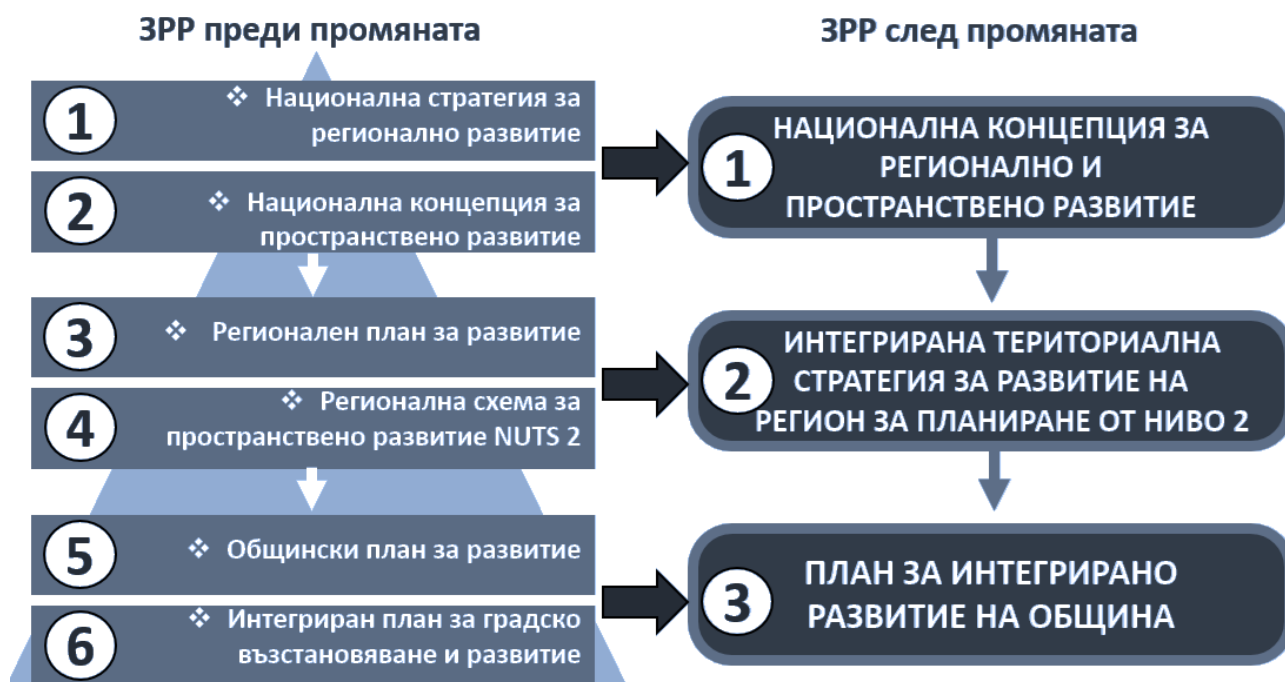 ЗРР преди промяната
1
❖ Национална стратегия за
регионално развитие
2
❖ Национална концепция за
пространствено развитие
3
❖ Регионален план за развитие
4
❖ Регионална схема за
пространствено развитие NUTS 2
5
❖ Общински план за развитие
6
❖ Интегриран план за градско
възстановяване и развитие
ЗРР след промяната
1
НАЦИОНАЛНА КОНЦЕПЦИЯ ЗА
РЕГИОНАЛНО И
ПРОСТРАНСТВЕНО РАЗВИТИЕ
2
ИНТЕГРИРАНА ТЕРИТОРИАЛНА
СТРАТЕГИЯ ЗА РАЗВИТИЕ НА
РЕГИОН ЗА ПЛАНИРАНЕ ОТ НИВО 2
3
ПЛАН ЗА ИНТЕГРИРАНО
РАЗВИТИЕ НА ОБЩИНА